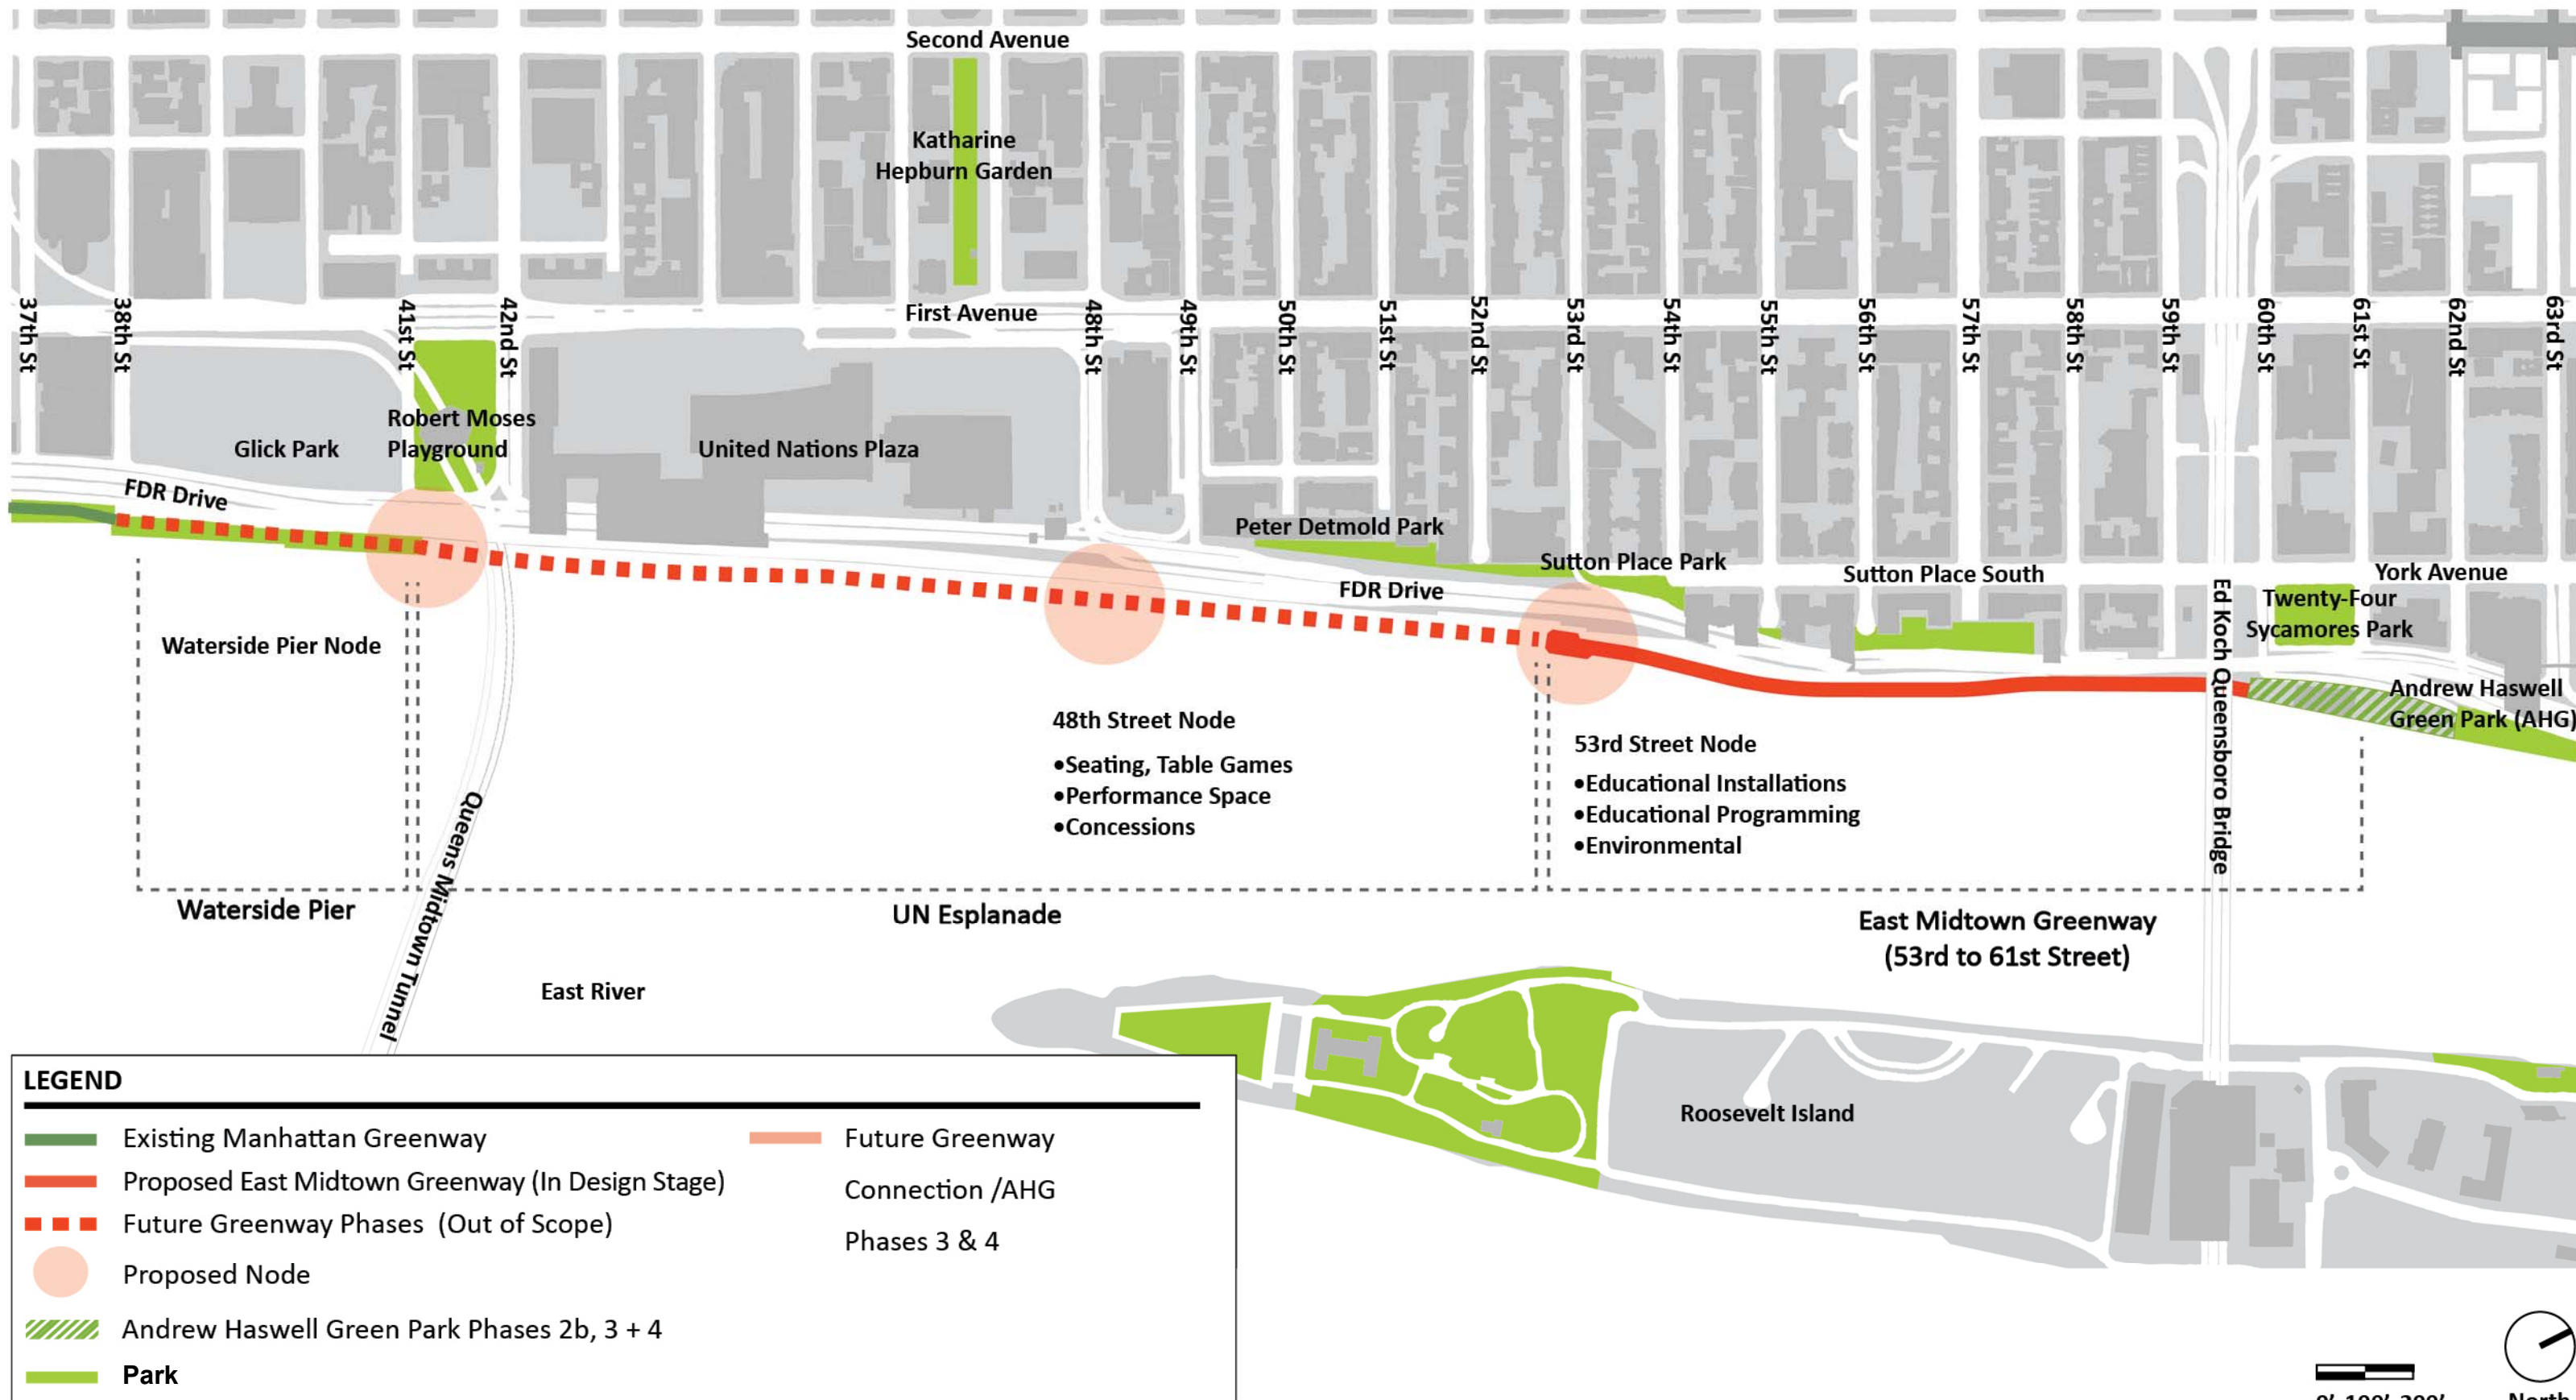 Second Avenue
Katharine
Hepburn Garden
First Avenue
37th St
38th St
41st St
42nd St
48th St
49th St
50th St
51st St
52nd St
53rd St
54th St
55th St
56th St
57th St
58th St
59th St
60th St
61st St
62nd St
63rd St
Robert Moses
Playground
Glick Park
United Nations Plaza
FDR Drive
Peter Detmold Park
Sutton Place Park
FDR Drive
Sutton Place South
York Avenue
Twenty-Four
Sycamores Park
Ed Koch Queensboro Bridge
Andrew Haswell
Green Park (AHG)
Waterside Pier Node
48th Street Node
•Seating, Table Games
•Performance Space
•Concessions
53rd Street Node
•Educational Installations
•Educational Programming
•Environmental
Queens Midtown Tunnel
Waterside Pier
UN Esplanade
East Midtown Greenway
(53rd to 61st Street)
East River
Roosevelt Island
LEGEND
Existing Manhattan Greenway
Proposed East Midtown Greenway (In Design Stage)
Future Greenway Phases (Out of Scope)
Proposed Node
Andrew Haswell Green Park Phases 2b, 3 + 4
Park
Future Greenway
Connection /AHG
Phases 3 & 4
North